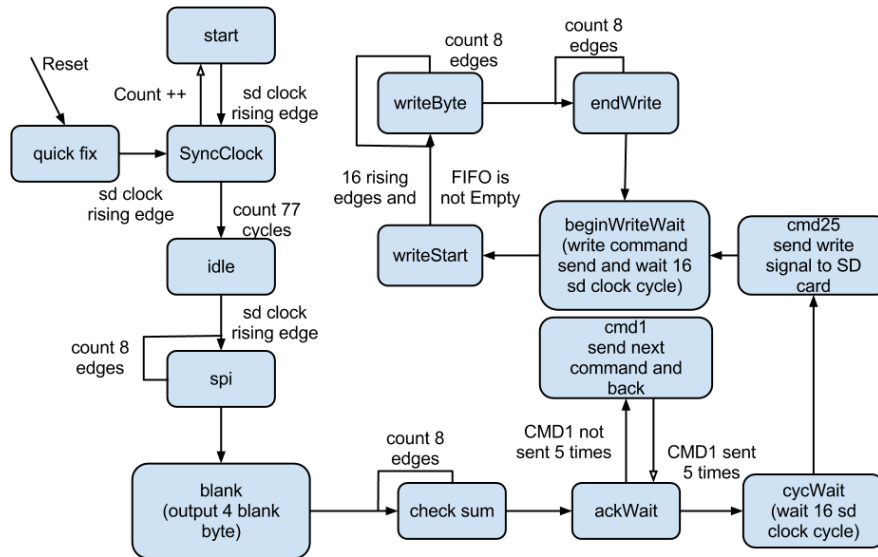 start
Reset
Count ++
sd clock
rising edge
quick fix
SyncClock
sd clock
rising edge
count 77
cycles
idle
sd clock
rising edge
count 8
edges
spi
blank
(output 4 blank
byte)
count 8
edges
check sum
ackWait
CMD1 not
sent 5 times
CMD1 sent
5 times
cmd1
send next
command and
back
cycWait
(wait 16 sd
clock cycle)
cmd25
send write
signal to SD
card
beginWriteWait
(write command
send and wait 16
sd clock cycle)
writeStart
16 rising
edges and
FIFO is
not Empty
writeByte
count 8
edges
endWrite
count 8
edges